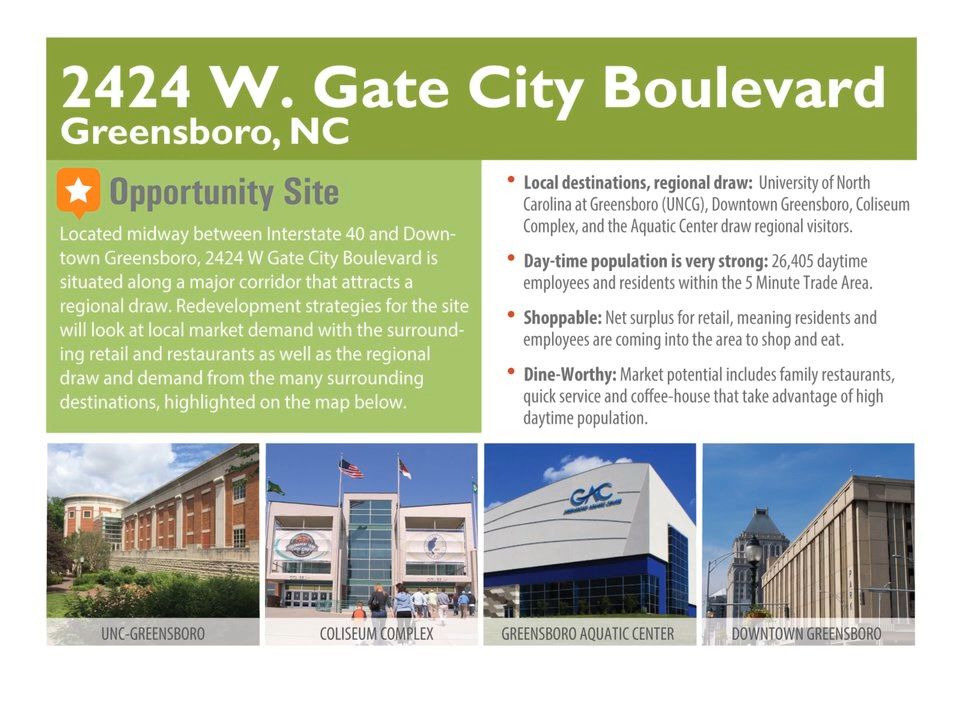 2424 W. Gate City Boulevard
Greensboro, NC
Opportunity Site
Located midway between Interstate 40 and Down-
town Greensboro, 2424 W Gate City Boulevard is
situated along a major corridor that attracts a
regional draw. Redevelopment strategies for the site
will look at local market demand with the surround-
ing retail and restaurants as well as the regional
draw and demand from the many surrounding
destinations, highlighted on the map below.
• Local destinations, regional draw: University of North
Carolina at Greensboro (UNCG), Downtown Greensboro, Coliseum
Complex, and the Aquatic Center draw regional visitors.
• Day-time population is very strong: 26,405 daytime
employees and residents within the 5 Minute Trade Area.
• Shoppable: Net surplus for retail, meaning residents and
employees are coming into the area to shop and eat.
• Dine-Worthy: Market potential includes family restaurants,
quick service and coffee-house that take advantage of high
daytime population.
GAC
GREENSBORO AQUATIC CENTER
PARK
UNC-GREENSBORO
COLISEUM COMPLEX
GREENSBORO AQUATIC CENTER
DOWNTOWN GREENSBORO